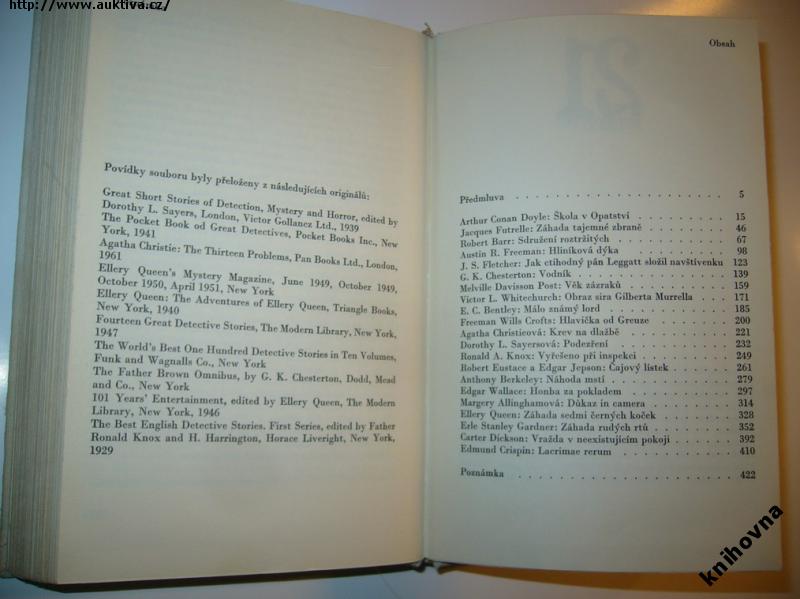 http://www.auktiva.cz/
Povídky souboru byly přeloženy z následujících originálů:
Great Short Stories of Detection, Mystery and Horror, edited by
Dorothy L. Sayers, London, Victor Gollancz Ltd., 1939
The Pocket Book od Great Detectives, Pocket Books Inc., New
York, 1941
Agatha Christie: The Thirteen Problems, Pan Books Ltd., London,
1961
Ellery Queen's Mystery Magazine, June 1949, October 1949,
October 1950, April 1951, New York
Ellery Queen: The Adventures of Ellery Queen, Triangle Books,
New York, 1940
Fourteen Great Detective Stories, The Modern Library, New York,
1947
The World's Best One Hundred Detective Stories in Ten Volumes,
Funk and Wagnalls Co., New York
The Father Brown Omnibus, by G. K. Chesterton, Dodd, Mead
and Co., New York
101 Years' Entertainment, edited by Ellery Queen, The Modern
Library, New York, 1946
The Best English Detective Stories. First Series, edited by Father
Ronald Knox and H. Harrington, Horace Liveright, New York,
1929
21
Obsah
Předmluva . . . . . . . . . . . . . . 5
Arthur Conan Doyle: Škola v Opatství . . . . . . 15
Jacques Futrelle: Záhada tajemné zbraně . . . . . 46
Robert Barr: Sdružení roztržitých . . . . . . . 67
Austin R. Freeman: Hliníková dýka . . . . . . 98
J. S. Fletcher: Jak ctihodný pán Leggatt složil navštívenku 123
G. K. Chesterton: Vodník . . . . . . . . . 139
Melville Davisson Post: Věk zázraků . . . . . . 159
Victor L. Whitechurch: Obraz sira Gilberta Murrella . . 171
E. C. Bentley: Málo známý lord . . . . . . . 185
Freeman Wills Crofts: Hlavička od Greuze . . . . 200
Agatha Christicová: Krev na dlažbě . . . . . . 221
Dorothy L. Sayersová: Podezření . . . . . . . 232
Ronald A. Knox: Vyřešeno při inspekci . . . . . 249
Robert Eustace a Edgar Jepson: Čajový lístek . . . 261
Anthony Berkeley: Náhoda mstí . . . . . . . 279
Edgar Wallace: Honba za pokladem . . . . . . 297
Margery Allinghamová: Důkaz in camera . . . . . 314
Ellery Queen: Záhada sedmi černých koček . . . . 328
Erle Stanley Gardner: Záhada rudých rtů . . . . . 352
Carter Dickson: Vražda v neexistujícím pokoji . . . 392
Edmund Crispin: Lacrimae rerum . . . . . . . 410
Poznámka . . . . . . . . . . . . . . 422
knihovna